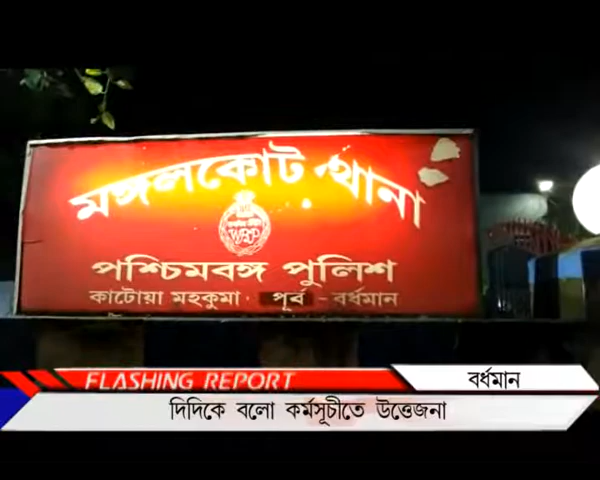 মঙ্গলকোট থানা
WBP
পশ্চিমবঙ্গ পুলিশ
কাটোয়া মহকুমা পূর্ব - বর্ধমান
FLASHING REPORT
বর্ধমান
দিদিকে বলো কর্মসূচীতে উত্তেজনা